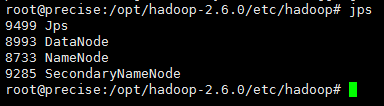 root@precise:/opt/hadoop-2.6.0/etc/hadoop# jps
9499 Jps
8993 DataNode
8733 NameNode
9285 SecondaryNameNode
root@precise:/opt/hadoop-2.6.0/etc/hadoop#